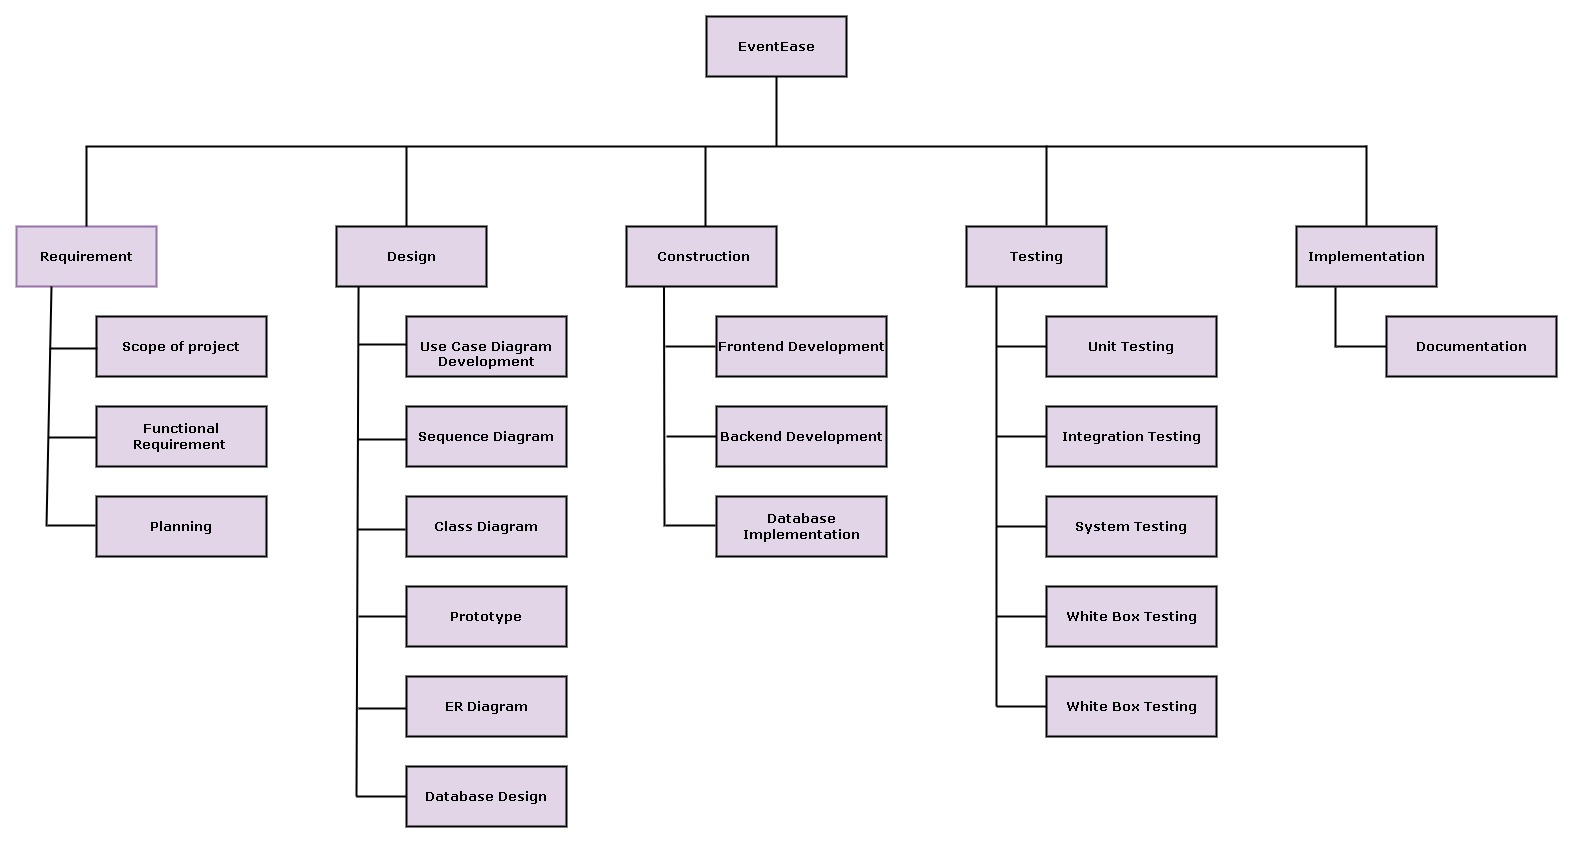 EventEase
Requirement
Design
Construction
Testing
Implementation
Scope of project
Functional
Requirement
Planning
Use Case Diagram
Development
Sequence Diagram
Class Diagram
Prototype
ER Diagram
Database Design
Frontend Development
Backend Development
Database
Implementation
Unit Testing
Integration Testing
System Testing
White Box Testing
White Box Testing
Documentation